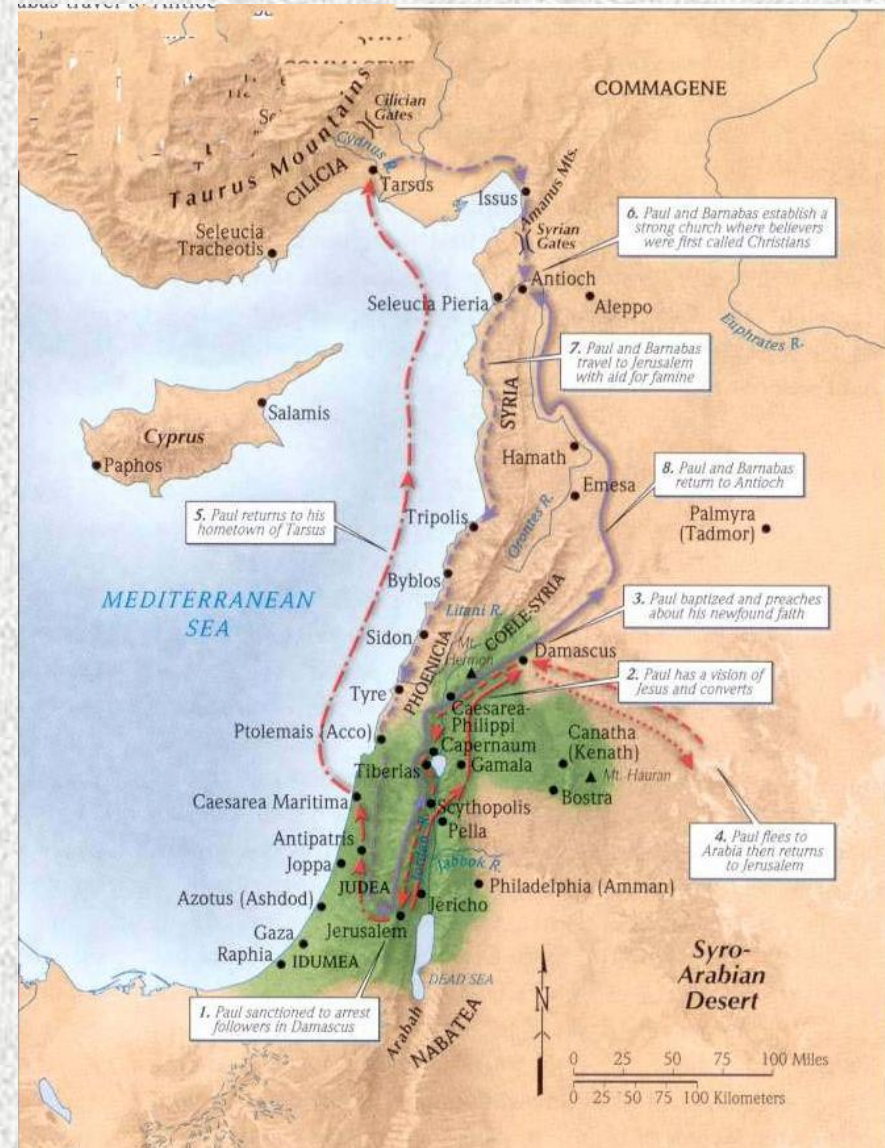 COMMAGENE
COMMAGENE
Cilician
Gates
Taurus Mountains
Cydnus R.
CILICIA
Tarsus
Issus
Amanus Mts.
Syrian
Gates
Seleucia
Tracheotis
6. Paul and Barnabas establish a
strong church where believers
were first called Christians
Antioch
Seleucia Pieria
Aleppo
Euphrates R.
7. Paul and Barnabas
travel to Jerusalem
with aid for famine
SYRIA
Salamis
Cyprus
Paphos
Hamath
Emesa
8. Paul and Barnabas
return to Antioch
5. Paul returns to his
hometown of Tarsus
Tripolis
Orontes R.
Palmyra
(Tadmor)
Byblos
MEDITERRANEAN
SEA
Litani R.
COELE-SYRIA
3. Paul baptized and preaches
about his newfound faith
Sidon
PHOENICIA
Mt.
Hermon
Damascus
2. Paul has a vision of
Jesus and converts
Tyre
Caesarea-
Philippi
Ptolemais (Acco)
Capernaum
Canatha
(Kenath)
Tiberias
Gamala
Mt. Hauran
Bostra
Caesarea Maritima
Scythopolis
Pella
4. Paul flees to
Arabia then returns
to Jerusalem
Antipatris
Jordan R.
Jabbok R.
Joppa
JUDEA
Philadelphia (Amman)
Azotus (Ashdod)
Jericho
Gaza
Jerusalem
Raphia
IDUMEA
DEAD SEA
Syro-
Arabian
Desert
1. Paul sanctioned to arrest
followers in Damascus
Arabah
NABATEA
N
0 25 50 75 100 Miles
0 25 50 75 100 Kilometers